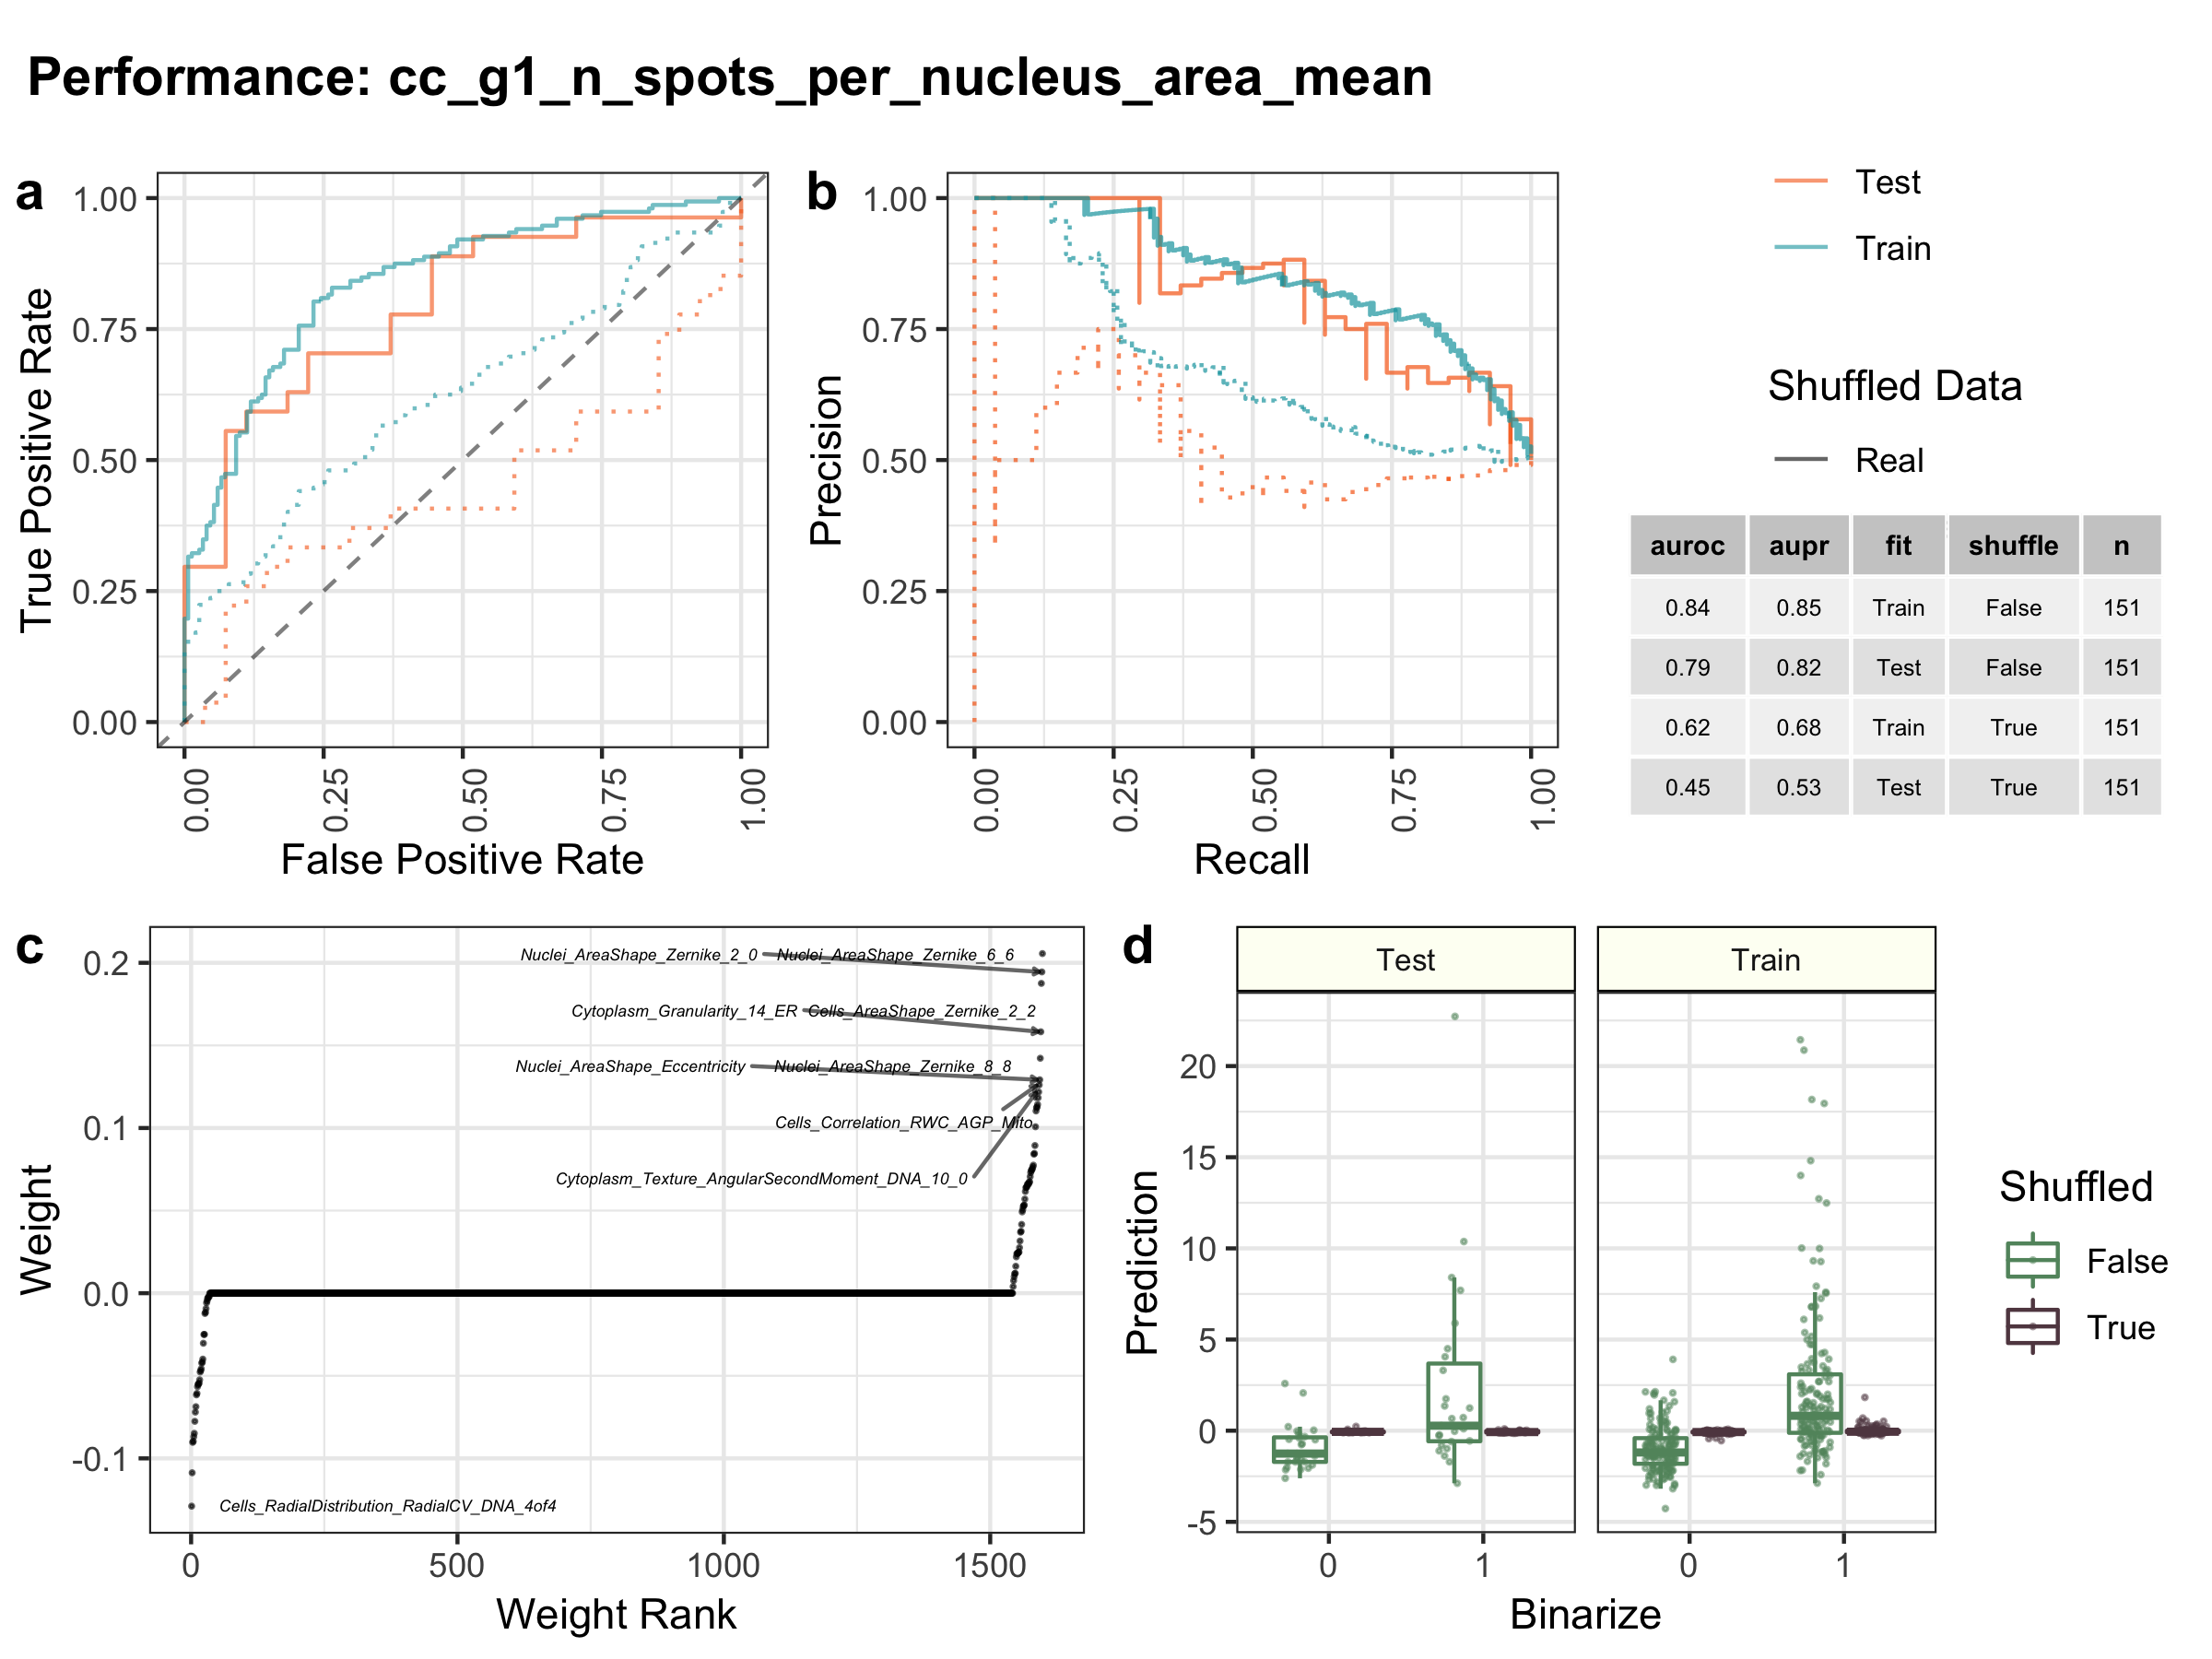 Performance: cc_g1_n_spots_per_nucleus_area_mean
a
1.00
0.75
0.50
0.25
0.00
True Positive Rate
0.00
0.25
0.50
0.75
1.00
False Positive Rate
b
1.00
0.75
0.50
0.25
0.00
Precision
0.00
0.25
0.50
0.75
1.00
Recall
Test
Train
Shuffled Data
Real
auroc aupr fit shuffle n
0.84 0.85 Train False 151
0.79 0.82 Test False 151
0.62 0.68 Train True 151
0.45 0.53 Test True 151
c
0.2
0.1
0.0
-0.1
Weight
Nuclei_AreaShape_Zernike_2_0 Nuclei_AreaShape_Zernike_6_6
Cytoplasm_Granularity_14_ER Cells_AreaShape_Zernike_2_2
Nuclei_AreaShape_Eccentricity Nuclei_AreaShape_Zernike_8_8
Cells_Correlation_RWC_AGP_Mito
Cytoplasm_Texture_AngularSecondMoment_DNA_10_0
Cells_RadialDistribution_RadialCV_DNA_4of4
0 500 1000 1500
Weight Rank
d
Test Train
20
15
10
5
0
-5
Prediction
0 1 0 1
Binarize
Shuffled
False
True